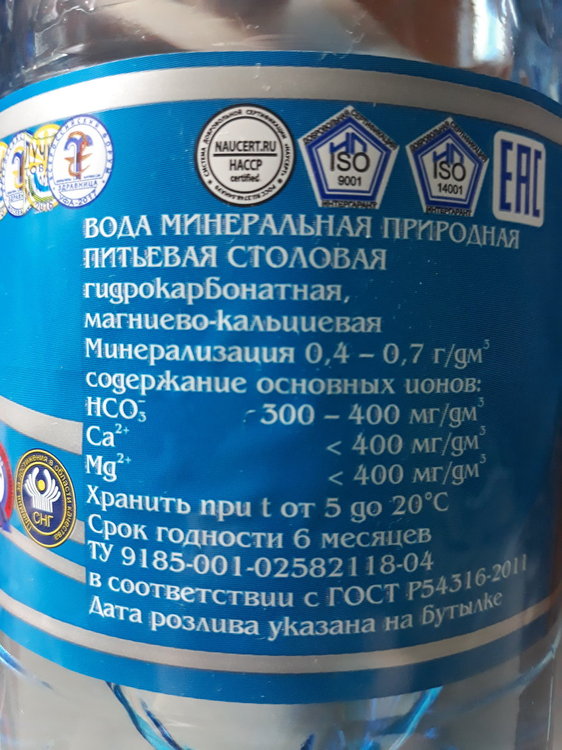 NAUCERT.RU
HACCP
certified
ISO
9001
ИНТЕРГАРАНТ
ISO
14001
ИНТЕРГАРАНТ
EAC
ЗДРАВНИЦА
ВОДА МИНЕРАЛЬНАЯ ПРИРОДНАЯ
ПИТЬЕВАЯ СТОЛОВАЯ
гидрокарбонатная,
магниево-кальциевая
Минерализация 0,4 – 0,7 г/дм³
содержание основных ионов:
HCO₃⁻ 300 – 400 мг/дм³
Ca²⁺ < 400 мг/дм³
Mg²⁺ < 400 мг/дм³
Хранить при t от 5 до 20°C
Срок годности 6 месяцев
ТУ 9185-001-02582118-04
в соответствии с ГОСТ Р54316-2011
Дата розлива указана на бутылке
СНГ